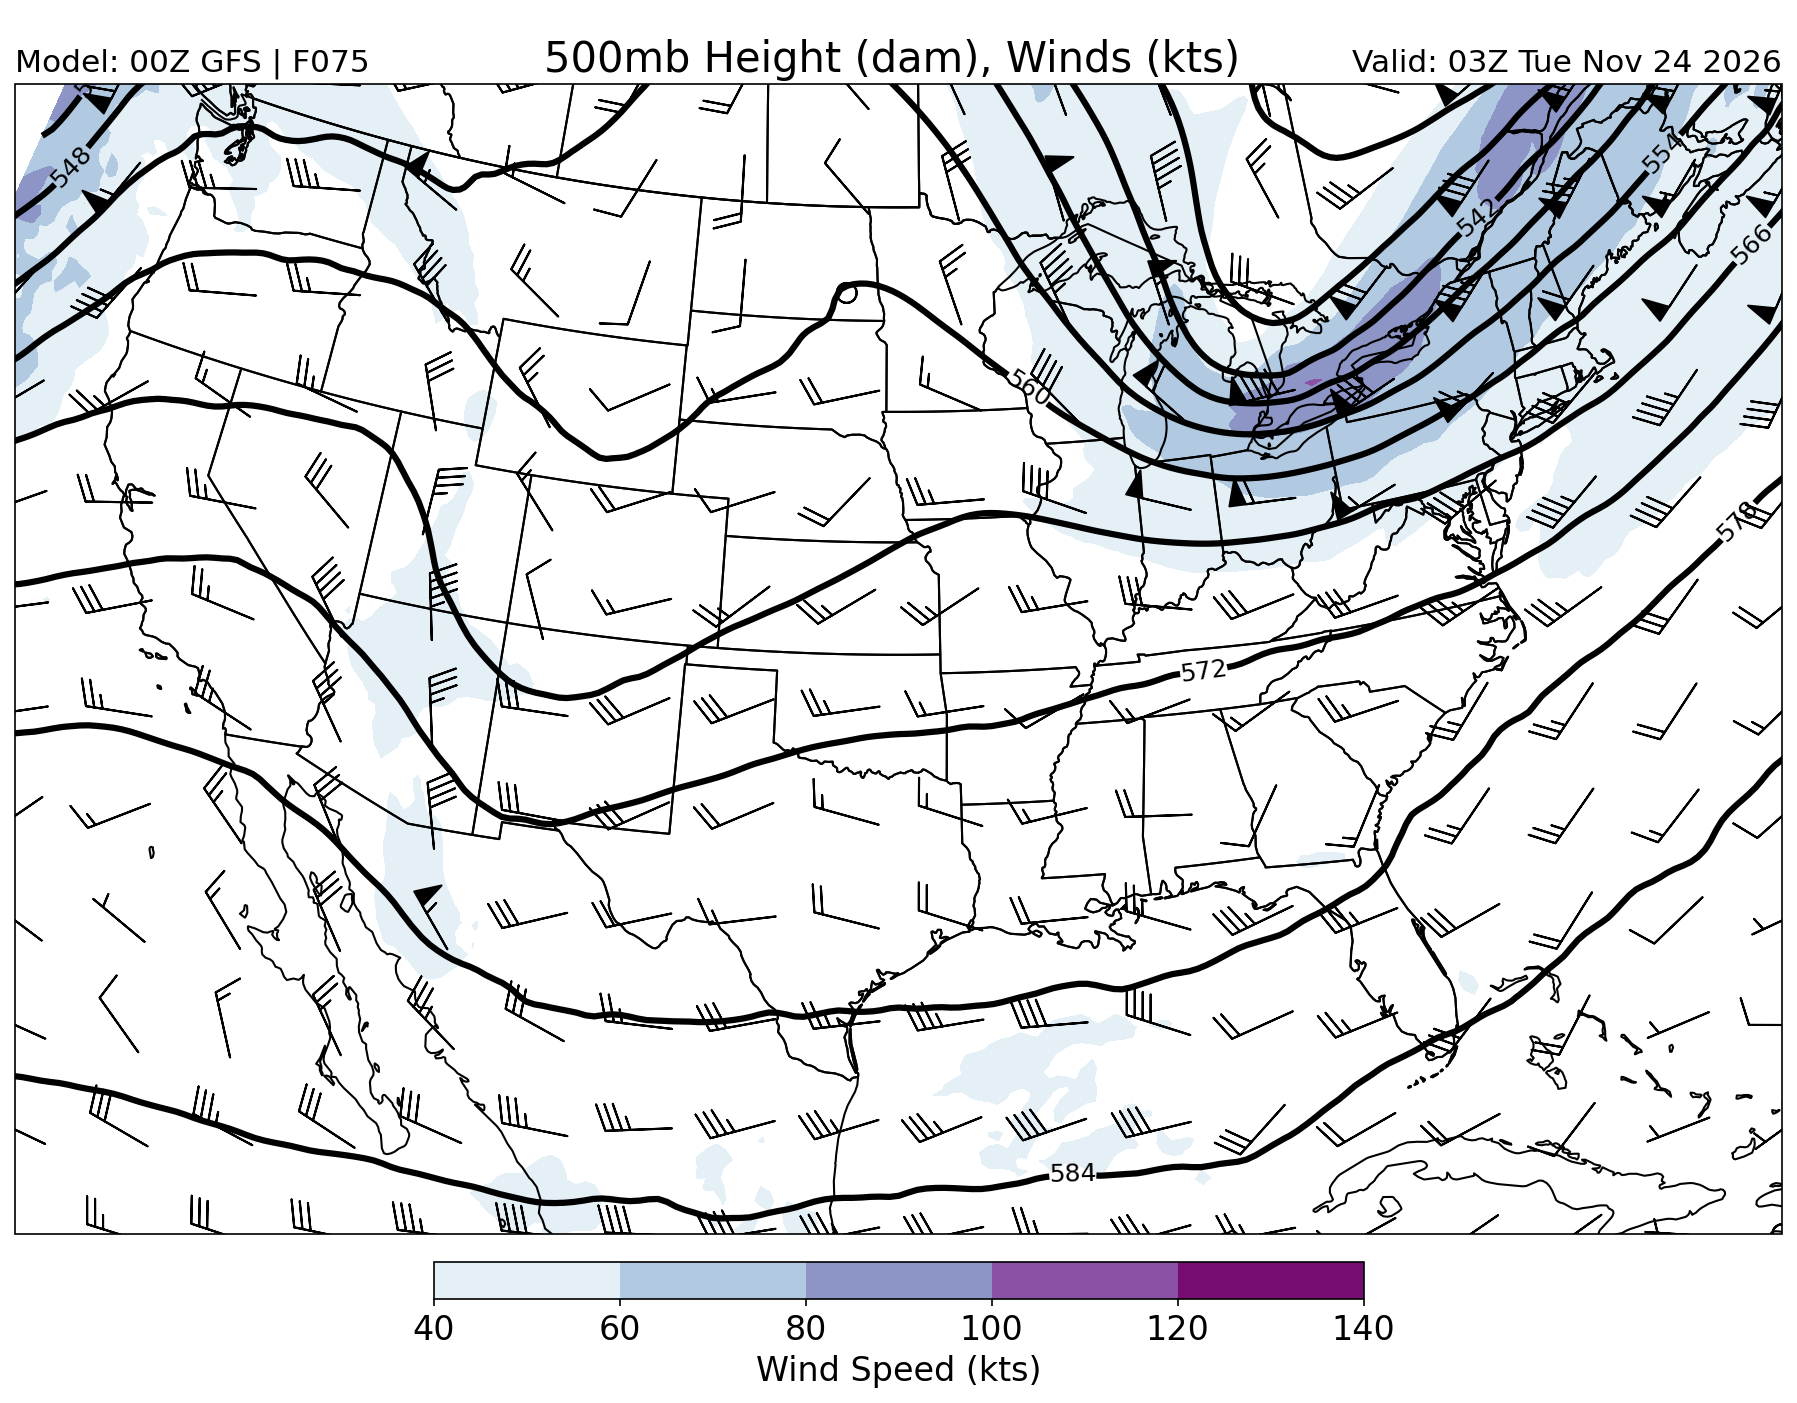 Model: 00Z GFS | F075
500mb Height (dam), Winds (kts)
Valid: 03Z Tue Nov 24 2026
548
554
542
566
560
578
572
584
40 60 80 100 120 140
Wind Speed (kts)